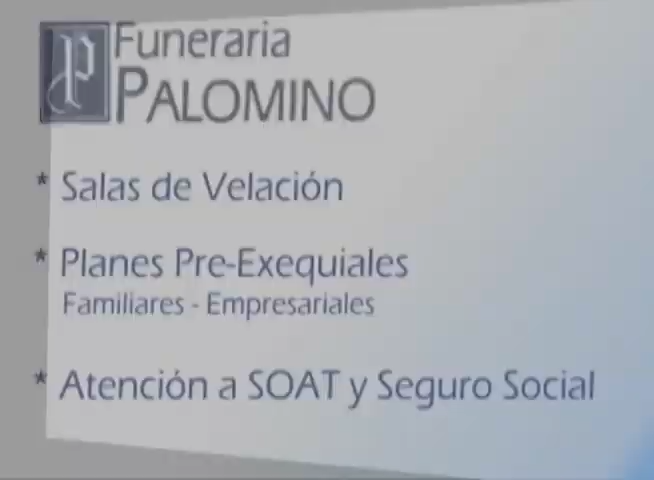 Funeraria
PALOMINO
* Salas de Velación
* Planes Pre-Exequiales
Familiares - Empresariales
* Atención a SOAT y Seguro Social